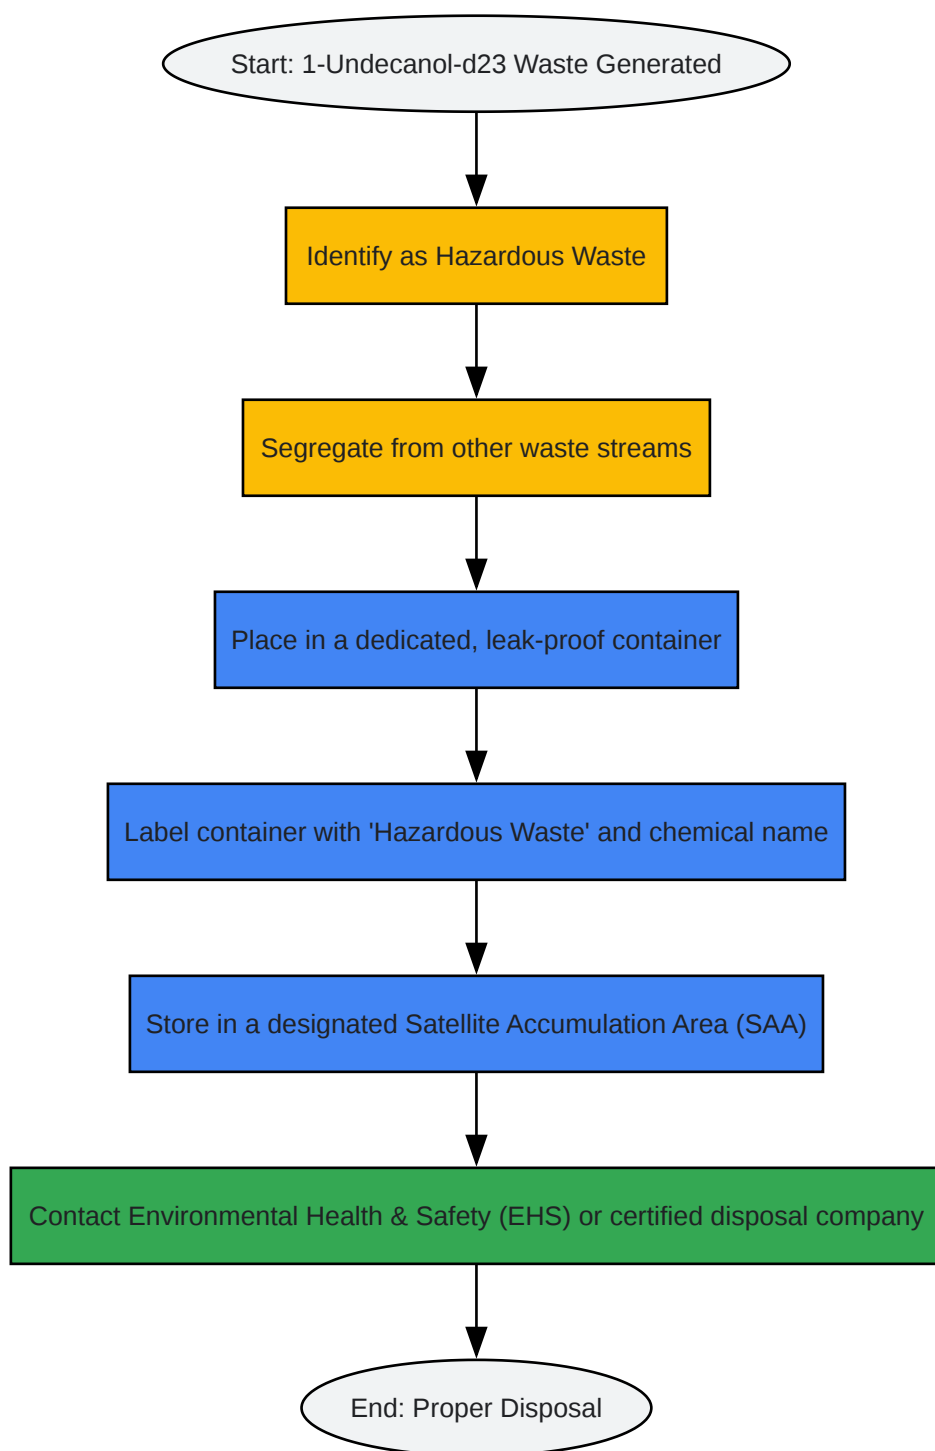 Start: 1-Undecanol-d23 Waste Generated
Identify as Hazardous Waste
Segregate from other waste streams
Place in a dedicated, leak-proof container
Label container with 'Hazardous Waste' and chemical name
Store in a designated Satellite Accumulation Area (SAA)
Contact Environmental Health & Safety (EHS) or certified disposal company
End: Proper Disposal